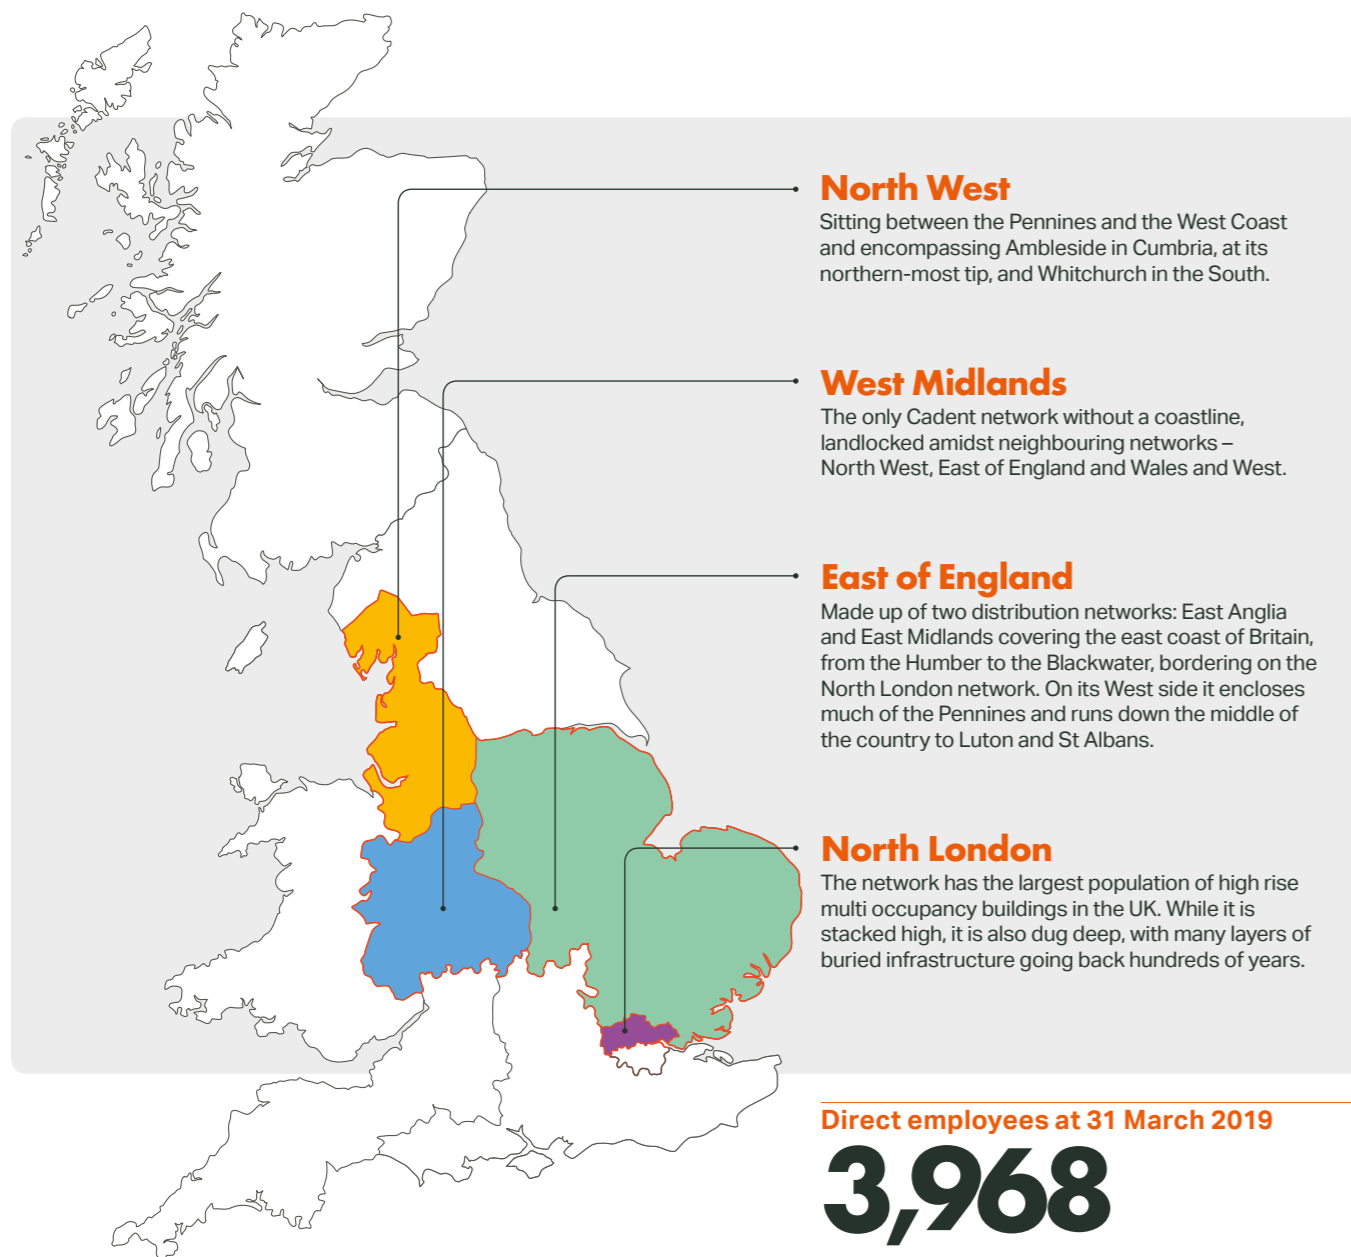 North West
Sitting between the Pennines and the West Coast
and encompassing Ambleside in Cumbria, at its
northern-most tip, and Whitchurch in the South.
West Midlands
The only Cadent network without a coastline,
landlocked amidst neighbouring networks –
North West, East of England and Wales and West.
East of England
Made up of two distribution networks: East Anglia
and East Midlands covering the east coast of Britain,
from the Humber to the Blackwater, bordering on the
North London network. On its West side it encloses
much of the Pennines and runs down the middle of
the country to Luton and St Albans.
North London
The network has the largest population of high rise
multi occupancy buildings in the UK. While it is
stacked high, it is also dug deep, with many layers of
buried infrastructure going back hundreds of years.
Direct employees at 31 March 2019
3,968